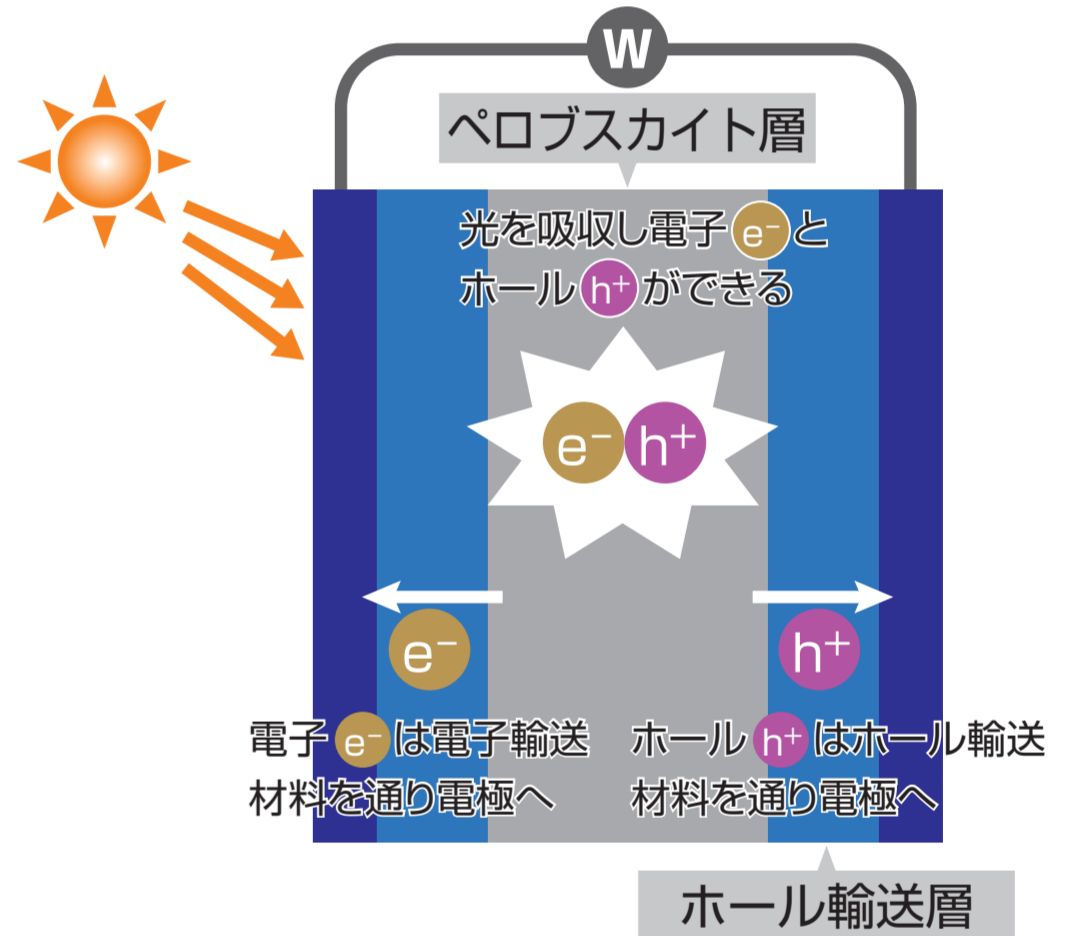 W
ペロブスカイト層
光を吸収し電子e⁻と
ホールh⁺ができる
e⁻ h⁺
e⁻
h⁺
電子e⁻は電子輸送
材料を通り電極へ
ホールh⁺はホール輸送
材料を通り電極へ
ホール輸送層